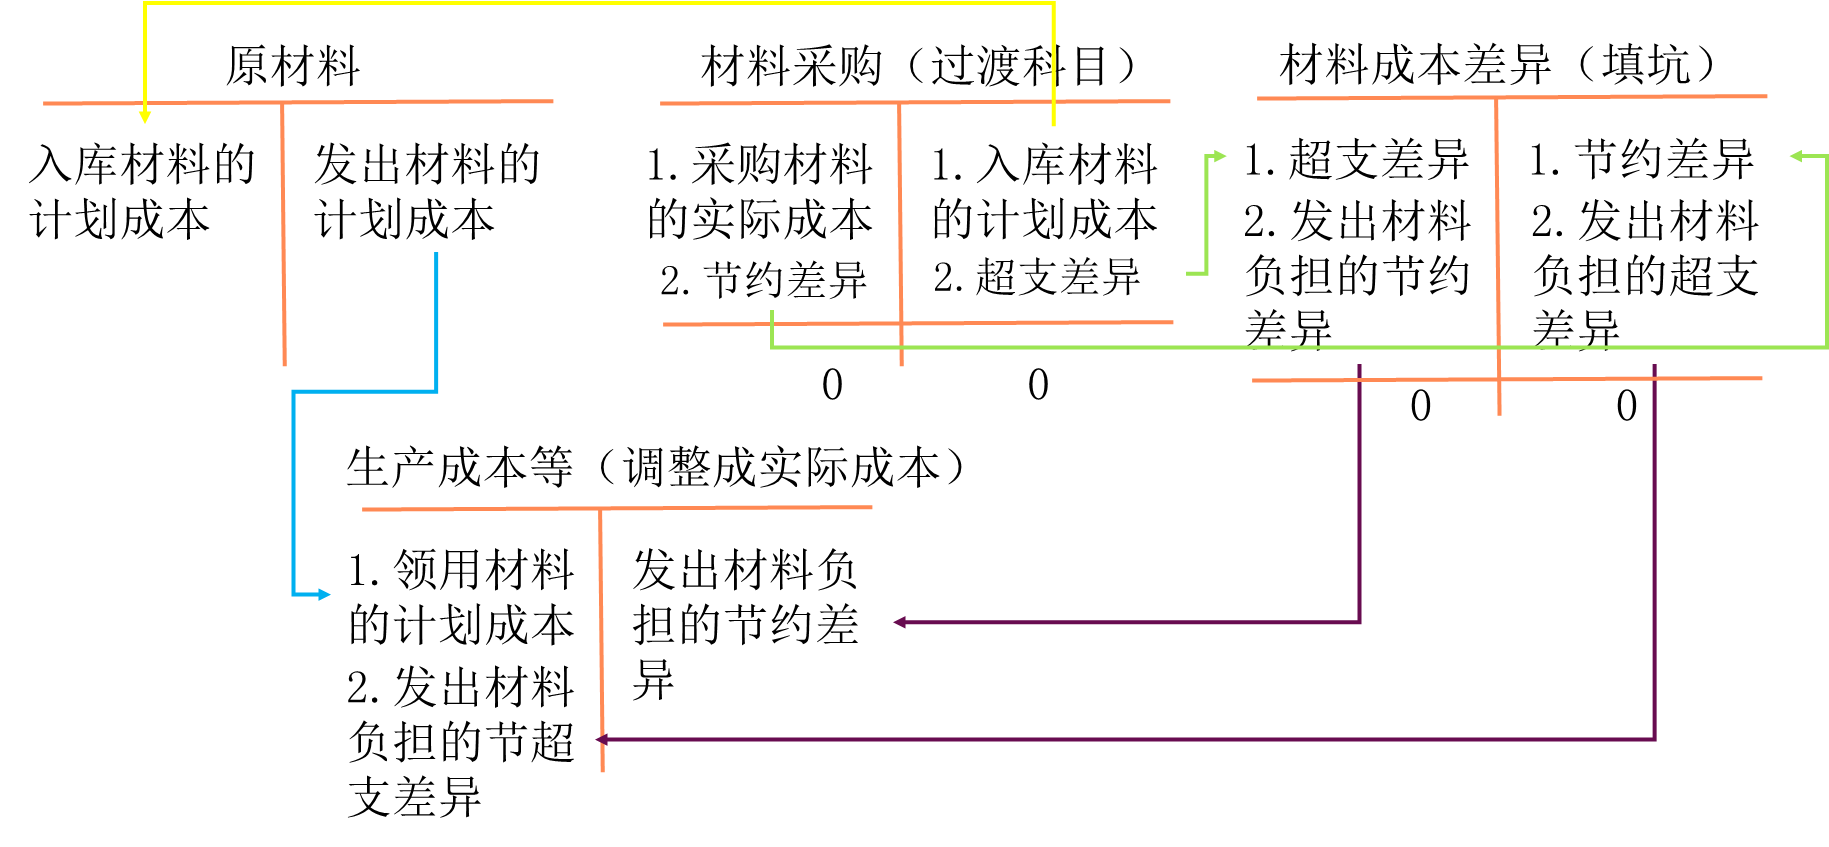 原材料
材料采购（过渡科目）
材料成本差异（填坑）
入库材料的
计划成本
发出材料的
计划成本
1.采购材料
的实际成本
2.节约差异
1.入库材料
的计划成本
2.超支差异
0
0
1.超支差异
2.发出材料
负担的节约
差异
1.节约差异
2.发出材料
负担的超支
差异
0
0
生产成本等（调整成实际成本）
1.领用材料
的计划成本
2.发出材料
负担的节超
支差异
发出材料负
担的节约差
异